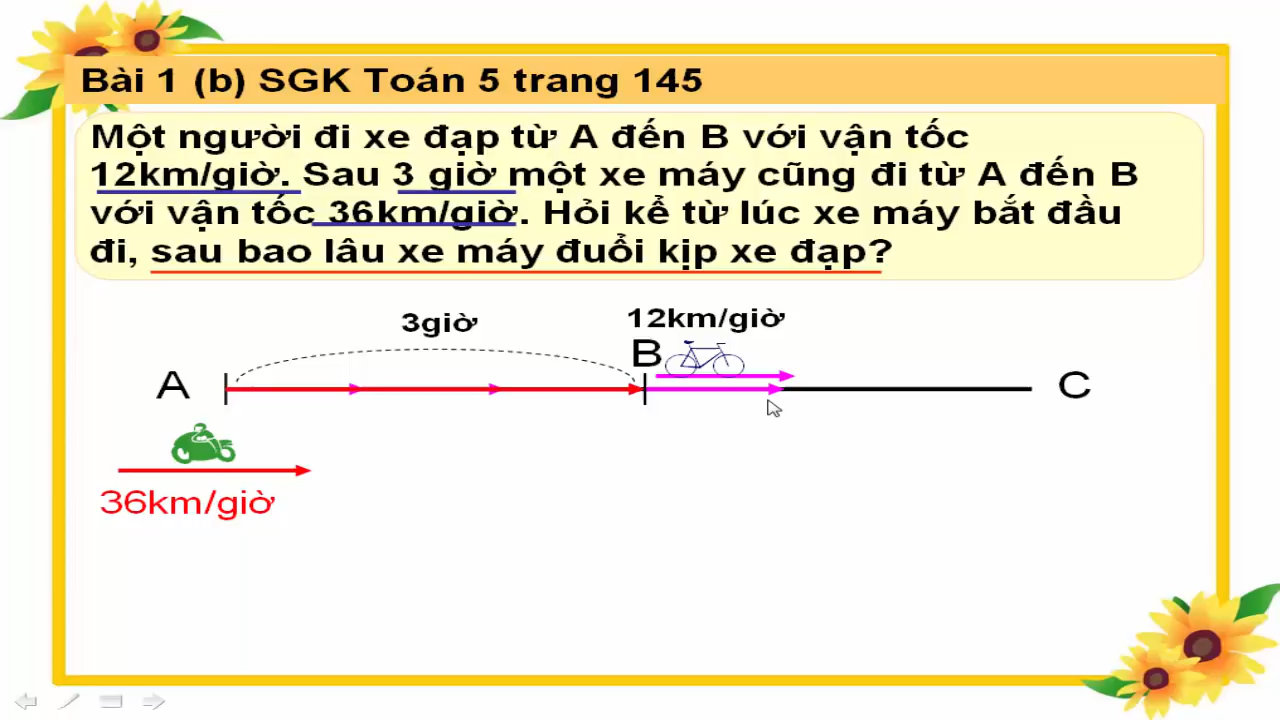 Bài 1 (b) SGK Toán 5 trang 145
Một người đi xe đạp từ A đến B với vận tốc
12km/giờ. Sau 3 giờ một xe máy cũng đi từ A đến B
với vận tốc 36km/giờ. Hỏi kể từ lúc xe máy bắt đầu
đi, sau bao lâu xe máy đuổi kịp xe đạp?
3giờ
12km/giờ
A
B
C
36km/giờ